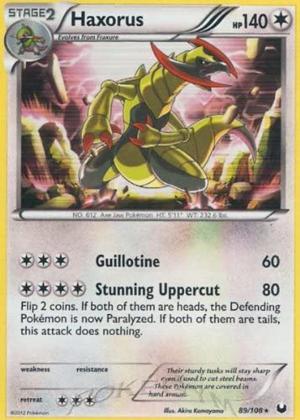 STAGE2
Haxorus
HP140
Evolves from Fraxure
NO. 612 Axe Jaw Pokémon HT: 5'11" WT: 232.6 lbs.
Guillotine 60
Stunning Uppercut 80
Flip 2 coins. If both of them are heads, the Defending
Pokémon is now Paralyzed. If both of them are tails,
this attack does nothing.
weakness resistance
Their sturdy tusks will stay
sharp even if used to cut steel beams.
These Pokémon are covered in
hard armor.
retreat
Illus. Akira Komayama
89/108
©2012 Pokémon